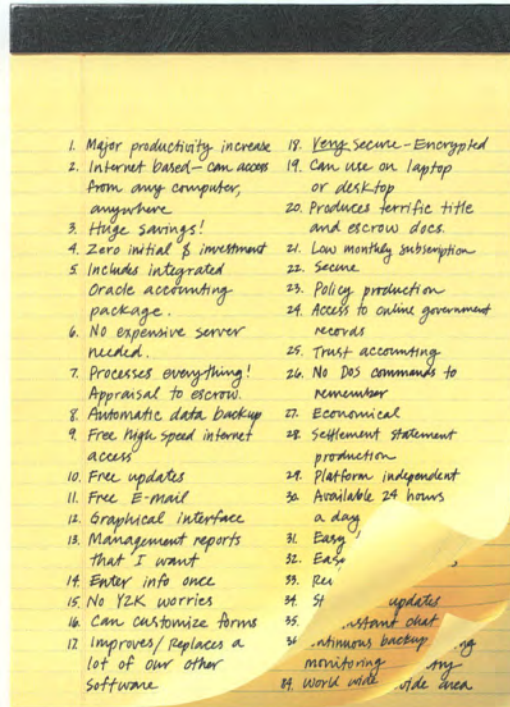 1. Major productivity increase
2. Internet based – can access
from any computer,
anywhere
3. Huge savings!
4. Zero initial $ investment
5. Includes integrated
Oracle accounting
package.
6. No expensive server
needed.
7. Processes everything!
Appraisal to escrow.
8. Automatic data backup
9. Free high speed internet
access
10. Free updates
11. Free E-mail
12. Graphical interface
13. Management reports
that I want
14. Enter info once
15. No Y2K worries
16. Can customize forms
17. Improves/Replaces a
lot of our other
software
18. Very secure – Encrypted
19. Can use on laptop
or desktop
20. Produces terrific title
and escrow docs.
21. Low monthly subscription
22. Secure
23. Policy production
24. Access to online government
records
25. Trust accounting
26. No DOS commands to
remember
27. Economical
28. Settlement statement
production
29. Platform independent
30. Available 24 hours
a day
31. Easy
32.
33.
34. updates
35. chat
36. backup
monitoring
World wide wide area